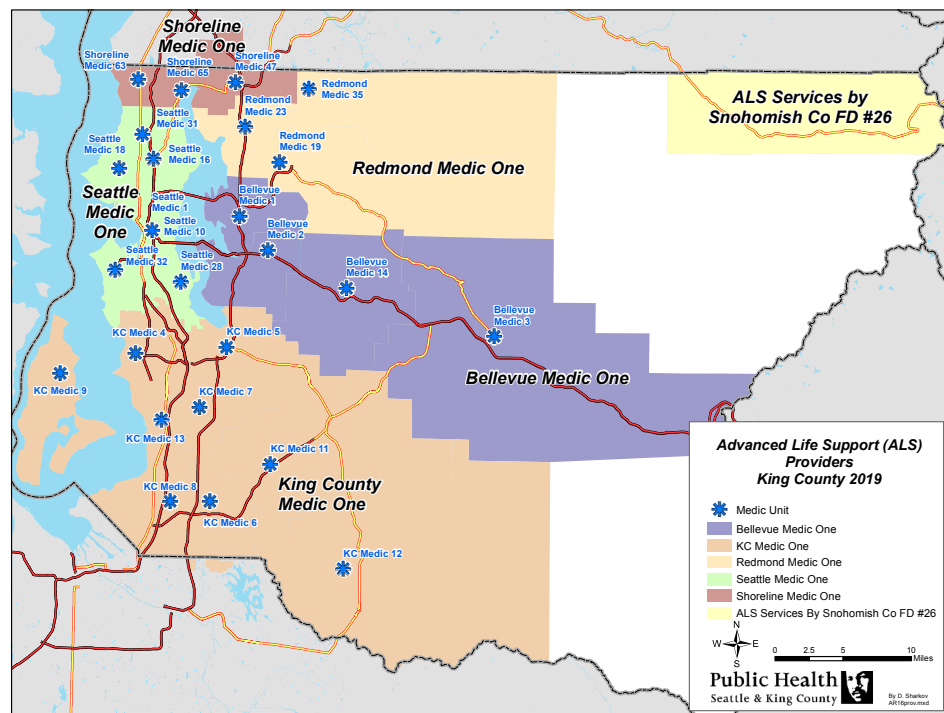 Shoreline
Medic One
Shoreline
Medic 63
Shoreline
Medic 65
Shoreline
Medic 47
Redmond
Medic 35
Redmond
Medic 23
Seattle
Medic 31
Seattle
Medic 18
Seattle
Medic 16
Redmond
Medic 19
ALS Services by
Snohomish Co FD #26
Redmond Medic One
Seattle
Medic
One
Seattle
Medic 1
Seattle
Medic 10
Bellevue
Medic 1
Bellevue
Medic 2
Seattle
Medic 32
Seattle
Medic 28
Bellevue
Medic 14
Bellevue
Medic 3
Bellevue Medic One
KC Medic 4
KC Medic 5
KC Medic 9
KC Medic 7
KC Medic 13
KC Medic 11
King County
Medic One
KC Medic 8
KC Medic 6
KC Medic 12
Advanced Life Support (ALS)
Providers
King County 2019
Medic Unit
Bellevue Medic One
KC Medic One
Redmond Medic One
Seattle Medic One
Shoreline Medic One
ALS Services By Snohomish Co FD #26
N
W E
S
0 2.5 5 10
Miles
Public Health
Seattle & King County
By D. Sharkov
AR16prov.mxd